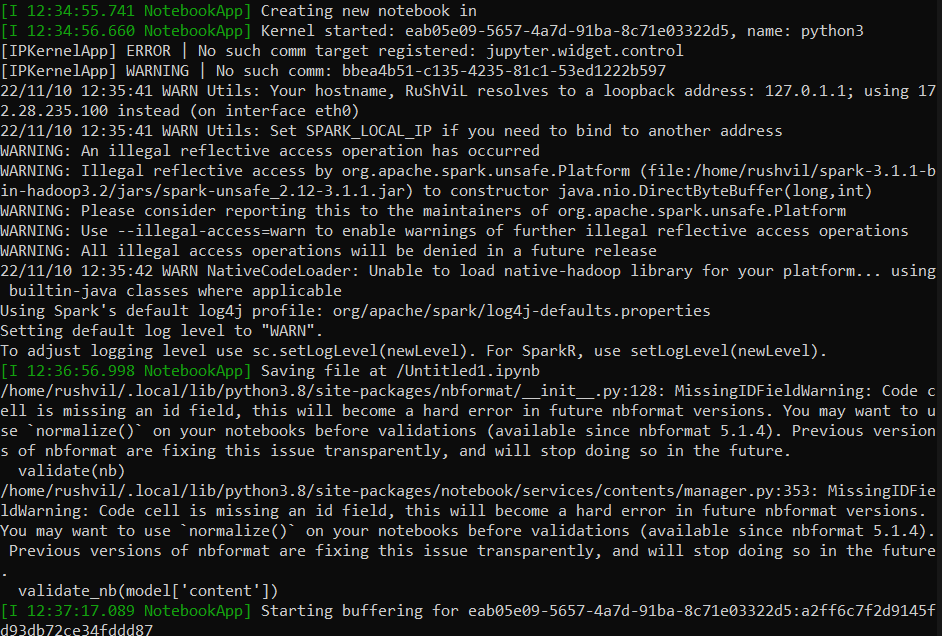 [I 12:34:55.741 NotebookApp] Creating new notebook in
[I 12:34:56.660 NotebookApp] Kernel started: eab05e09-5657-4a7d-91ba-8c71e03322d5, name: python3
[IPKernelApp] ERROR | No such comm target registered: jupyter.widget.control
[IPKernelApp] WARNING | No such comm: bbea4b51-c135-4235-81c1-53ed1222b597
22/11/10 12:35:41 WARN Utils: Your hostname, RuShViL resolves to a loopback address: 127.0.1.1; using 17
2.28.235.100 instead (on interface eth0)
22/11/10 12:35:41 WARN Utils: Set SPARK_LOCAL_IP if you need to bind to another address
WARNING: An illegal reflective access operation has occurred
WARNING: Illegal reflective access by org.apache.spark.unsafe.Platform (file:/home/rushvil/spark-3.1.1-b
in-hadoop3.2/jars/spark-unsafe_2.12-3.1.1.jar) to constructor java.nio.DirectByteBuffer(long,int)
WARNING: Please consider reporting this to the maintainers of org.apache.spark.unsafe.Platform
WARNING: Use --illegal-access=warn to enable warnings of further illegal reflective access operations
WARNING: All illegal access operations will be denied in a future release
22/11/10 12:35:42 WARN NativeCodeLoader: Unable to load native-hadoop library for your platform... using
 builtin-java classes where applicable
Using Spark's default log4j profile: org/apache/spark/log4j-defaults.properties
Setting default log level to "WARN".
To adjust logging level use sc.setLogLevel(newLevel). For SparkR, use setLogLevel(newLevel).
[I 12:36:56.998 NotebookApp] Saving file at /Untitled1.ipynb
/home/rushvil/.local/lib/python3.8/site-packages/nbformat/__init__.py:128: MissingIDFieldWarning: Code c
ell is missing an id field, this will become a hard error in future nbformat versions. You may want to u
se `normalize()` on your notebooks before validations (available since nbformat 5.1.4). Previous version
s of nbformat are fixing this issue transparently, and will stop doing so in the future.
  validate(nb)
/home/rushvil/.local/lib/python3.8/site-packages/notebook/services/contents/manager.py:353: MissingIDFie
ldWarning: Code cell is missing an id field, this will become a hard error in future nbformat versions.
You may want to use `normalize()` on your notebooks before validations (available since nbformat 5.1.4).
 Previous versions of nbformat are fixing this issue transparently, and will stop doing so in the future
.
  validate_nb(model['content'])
[I 12:37:17.089 NotebookApp] Starting buffering for eab05e09-5657-4a7d-91ba-8c71e03322d5:a2ff6c7f2d9145f
d93db72ce34fddd87